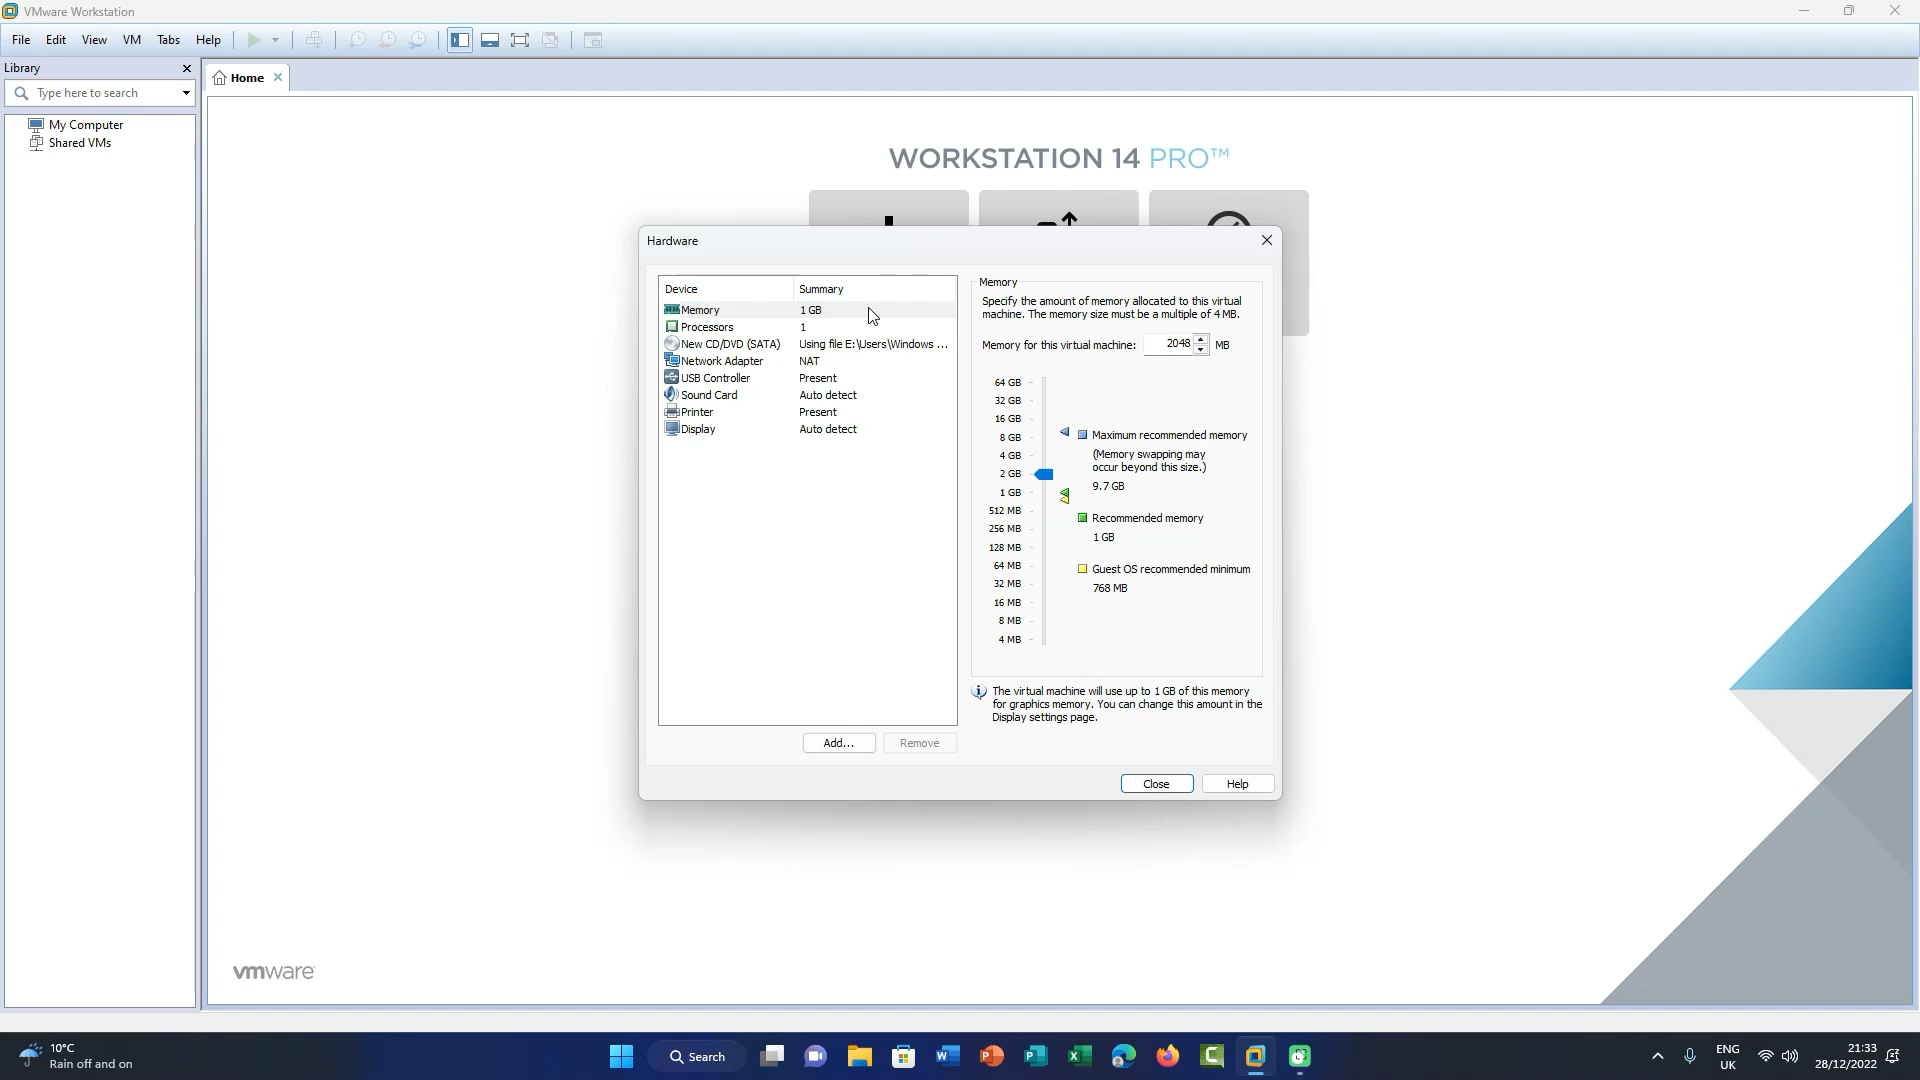 VMware Workstation
File Edit View VM Tabs Help
Library
Home
Type here to search
My Computer
Shared VMs
WORKSTATION 14 PRO™
Hardware
Device Summary
Memory 1 GB
Processors 1
New CD/DVD (SATA) Using file E:\Users\Windows ...
Network Adapter NAT
USB Controller Present
Sound Card Auto detect
Printer Present
Display Auto detect
Add...
Remove
Memory
Specify the amount of memory allocated to this virtual
machine. The memory size must be a multiple of 4 MB.
Memory for this virtual machine: 2048 MB
64 GB
32 GB
16 GB
8 GB
4 GB
2 GB
1 GB
512 MB
256 MB
128 MB
64 MB
32 MB
16 MB
8 MB
4 MB
Maximum recommended memory
(Memory swapping may
occur beyond this size.)
9.7 GB
Recommended memory
1 GB
Guest OS recommended minimum
768 MB
The virtual machine will use up to 1 GB of this memory
for graphics memory. You can change this amount in the
Display settings page.
Close
Help
vmware
10°C
Rain off and on
Search
ENG
UK
21:33
28/12/2022